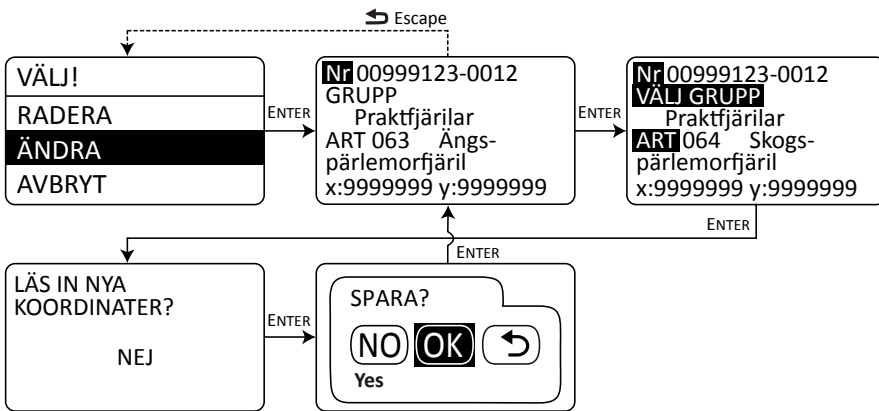 Escape
VÄLJ!
RADERA
ÄNDRA
AVBRYT
ENTER
Nr 00999123-0012
GRUPP
Praktfjärilar
ART 063 Ängs-
pärlemorfjäril
x:9999999 y:9999999
ENTER
Nr 00999123-0012
VÄLJ GRUPP
Praktfjärilar
ART 064 Skogs-
pärlemorfjäril
x:9999999 y:9999999
ENTER
LÄS IN NYA
KOORDINATER?
NEJ
ENTER
ENTER
SPARA?
NO OK
Yes